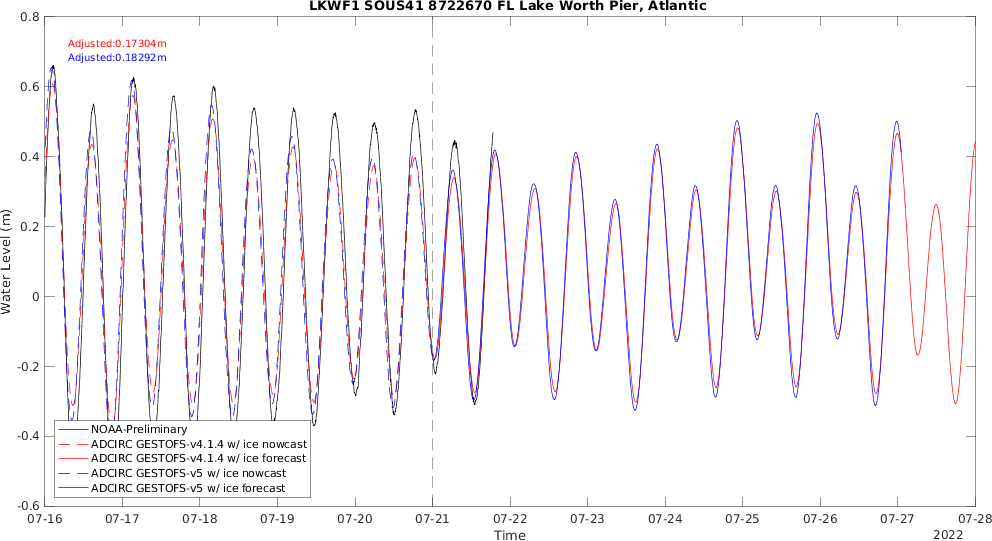 LKWF1 SOUS41 8722670 FL Lake Worth Pier, Atlantic
Adjusted:0.17304m
Adjusted:0.18292m
0.8
0.6
0.4
0.2
0
-0.2
-0.4
-0.6
Water Level (m)
NOAA-Preliminary
ADCIRC GESTOFS-v4.1.4 w/ ice nowcast
ADCIRC GESTOFS-v4.1.4 w/ ice forecast
ADCIRC GESTOFS-v5 w/ ice nowcast
ADCIRC GESTOFS-v5 w/ ice forecast
07-16 07-17 07-18 07-19 07-20 07-21 07-22 07-23 07-24 07-25 07-26 07-27 07-28
Time
2022